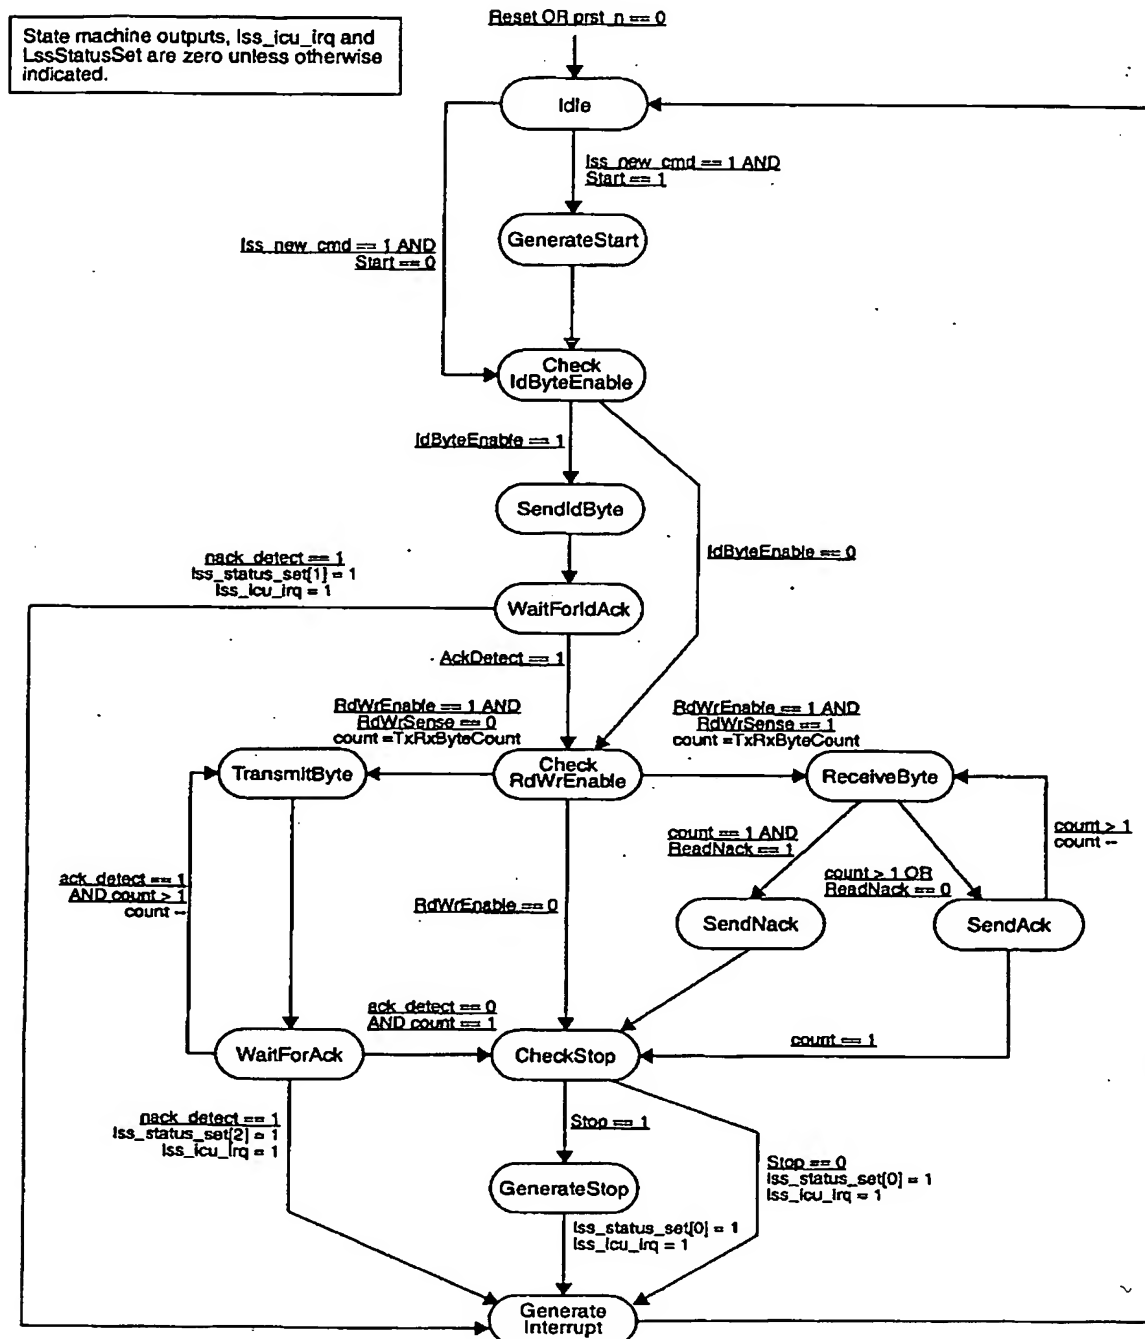 Reset OR prst_n == 0
State machine outputs, lss_icu_irq and
LssStatusSet are zero unless otherwise
indicated.
Idle
lss_new_cmd == 1 AND
Start == 1
GenerateStart
lss_new_cmd == 1 AND
Start == 0
Check
IdByteEnable
IdByteEnable == 1
SendIdByte
IdByteEnable == 0
nack_detect == 1
lss_status_set[1] = 1
lss_icu_irq = 1
WaitForIdAck
AckDetect == 1
RdWrEnable == 1 AND
RdWrSense == 0
count =TxRxByteCount
RdWrEnable == 1 AND
RdWrSense == 1
count =TxRxByteCount
TransmitByte
Check
RdWrEnable
ReceiveByte
count == 1 AND
ReadNack == 1
count > 1
count --
ack_detect == 1
AND count > 1
count --
count > 1 OR
ReadNack == 0
RdWrEnable == 0
SendNack
SendAck
ack_detect == 0
AND count == 1
WaitForAck
CheckStop
count == 1
nack_detect == 1
lss_status_set[2] = 1
lss_icu_irq = 1
Stop == 1
Stop == 0
lss_status_set[0] = 1
lss_icu_irq = 1
GenerateStop
lss_status_set[0] = 1
lss_icu_irq = 1
Generate
Interrupt